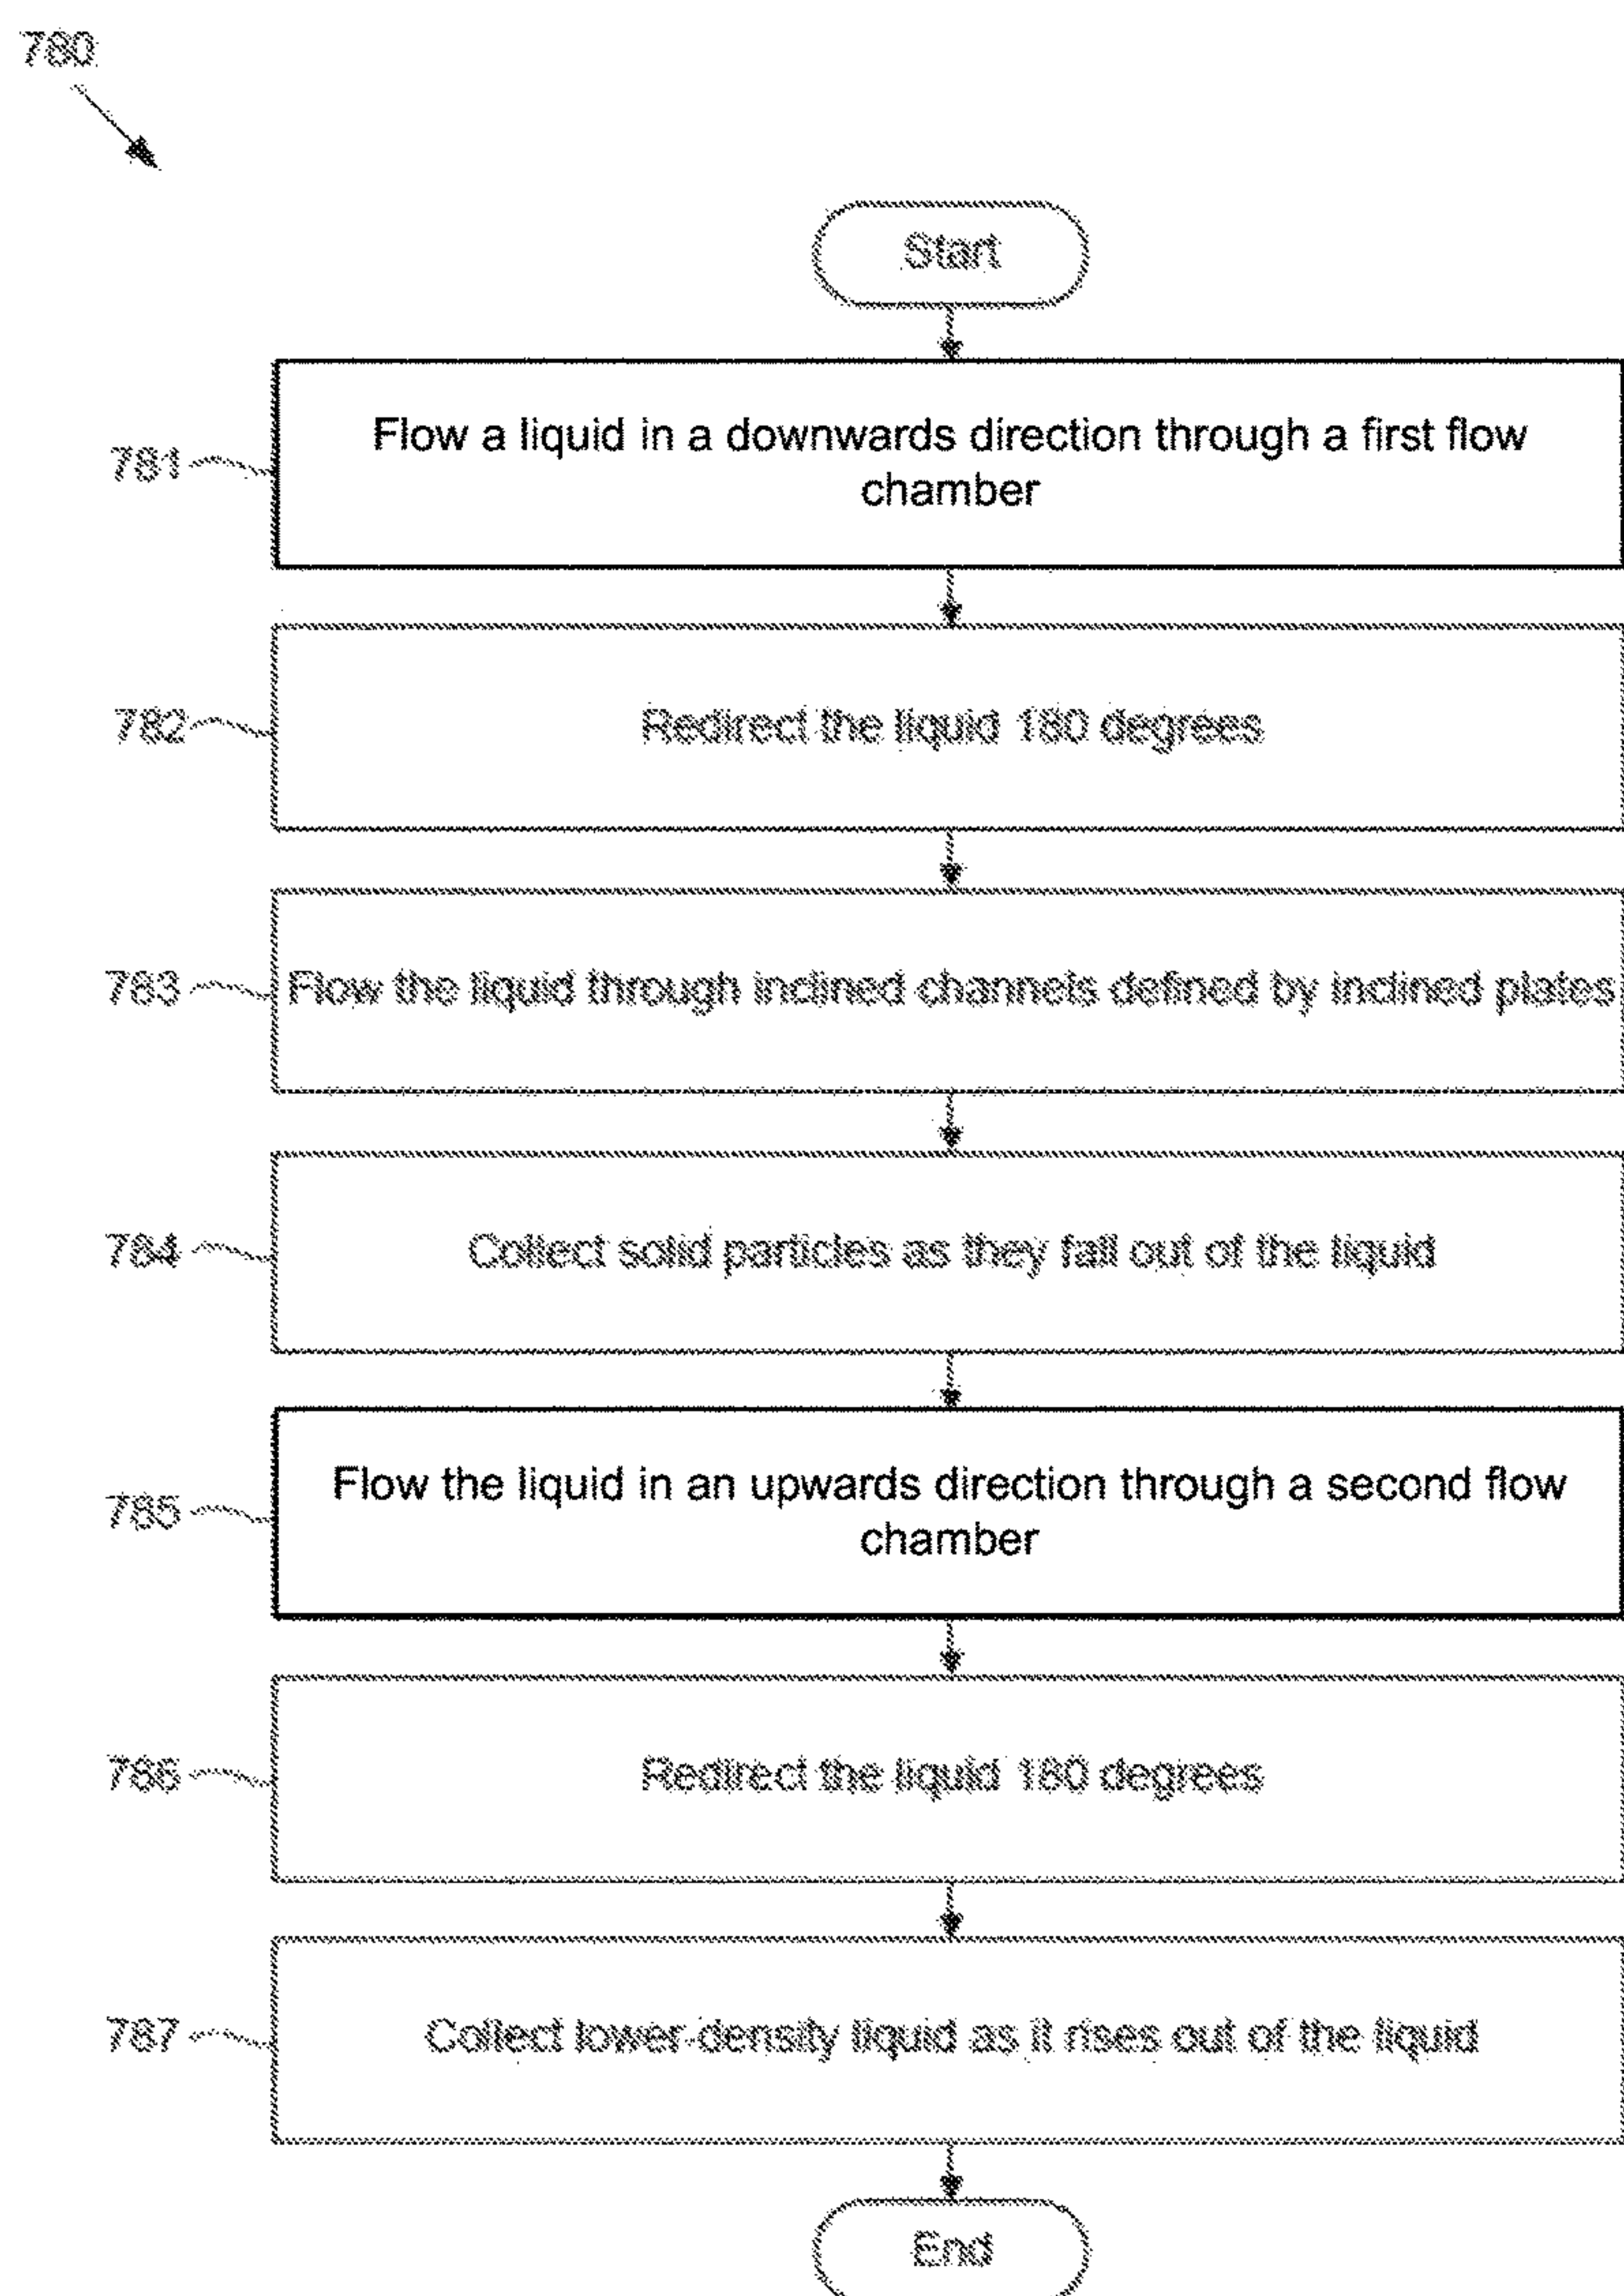 780
Start
781
Flow a liquid in a downwards direction through a first flow
chamber
782
Redirect the liquid 180 degrees
783
Flow the liquid through inclined channels defined by inclined plates
784
Collect solid particles as they fall out of the liquid
785
Flow the liquid in an upwards direction through a second flow
chamber
786
Redirect the liquid 180 degrees
787
Collect lower-density liquid as it rises out of the liquid
End